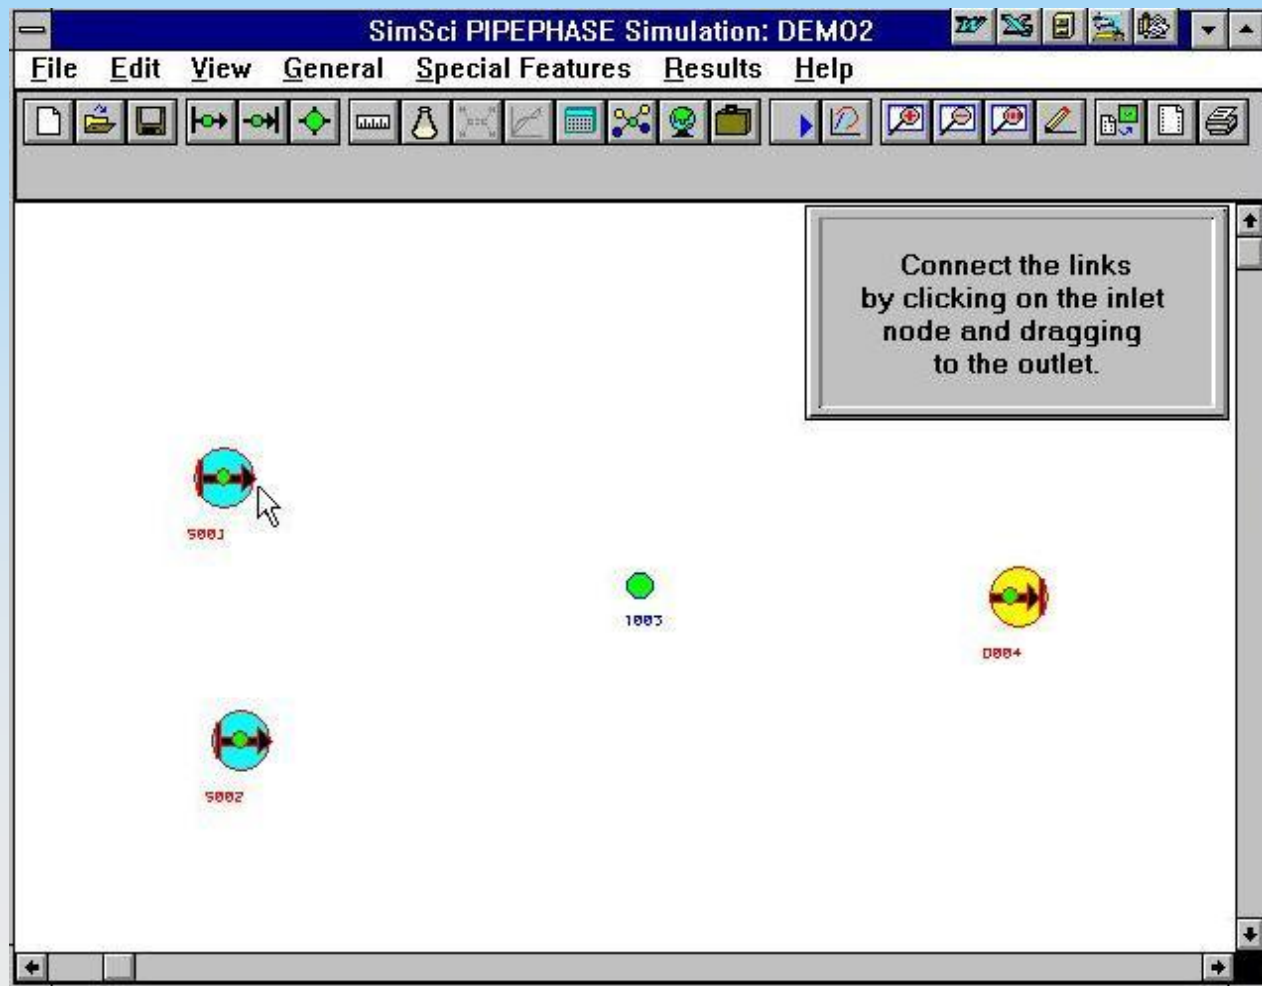 SimSci PIPEPHASE Simulation: DEMO2
File Edit View General Special Features Results Help
Connect the links
by clicking on the inlet
node and dragging
to the outlet.
S001
J003
D004
S002